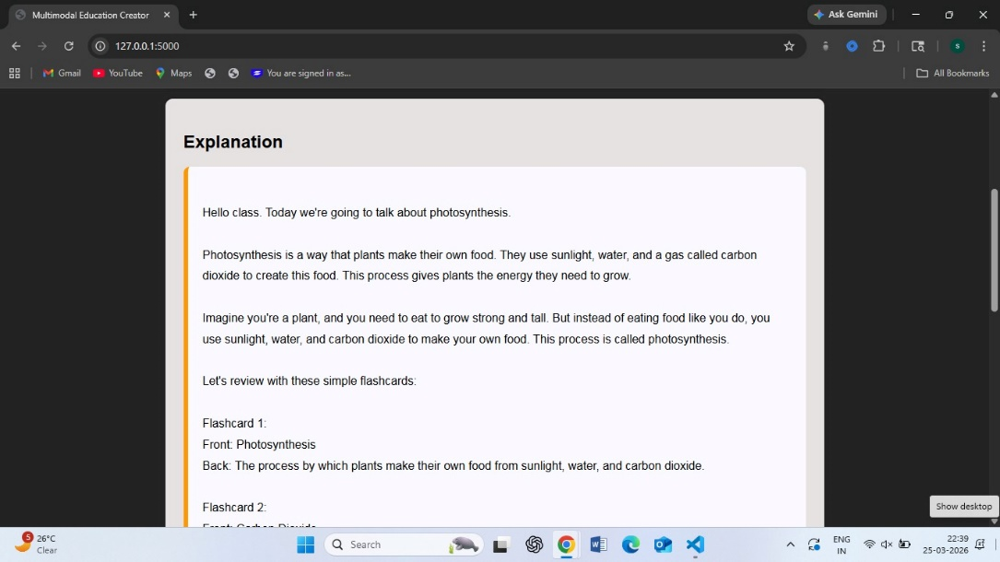 Multimodal Education Creator
Ask Gemini
127.0.0.1:5000
S
Gmail
YouTube
Maps
You are signed in as...
All Bookmarks
Explanation
Hello class. Today we're going to talk about photosynthesis.
Photosynthesis is a way that plants make their own food. They use sunlight, water, and a gas called carbon
dioxide to create this food. This process gives plants the energy they need to grow.
Imagine you're a plant, and you need to eat to grow strong and tall. But instead of eating food like you do, you
use sunlight, water, and carbon dioxide to make your own food. This process is called photosynthesis.
Let's review with these simple flashcards:
Flashcard 1:
Front: Photosynthesis
Back: The process by which plants make their own food from sunlight, water, and carbon dioxide.
Flashcard 2:
Front: Carbon Dioxide
Show desktop
5
26°C
Clear
Search
ENG
IN
22:39
25-03-2026